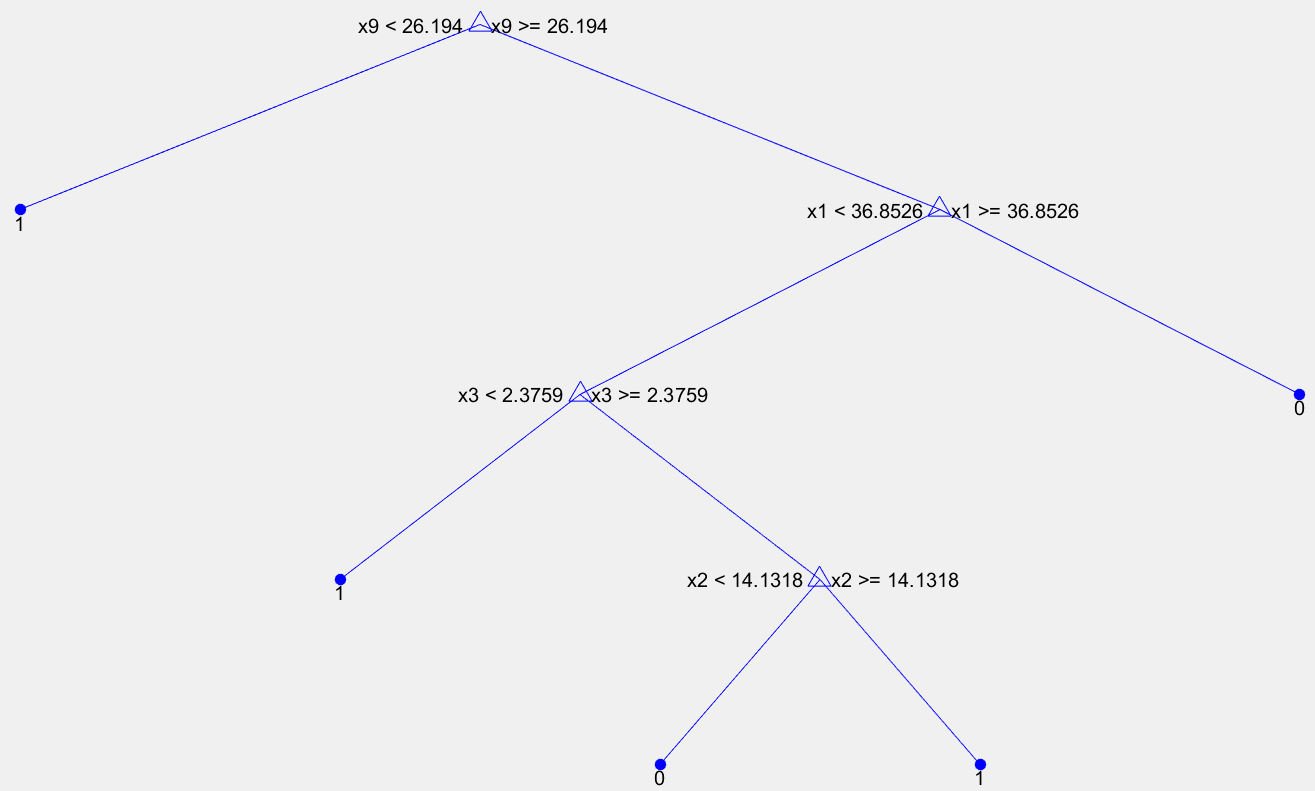 x9 < 26.194 x9 >= 26.194
1
x1 < 36.8526 x1 >= 36.8526
x3 < 2.3759 x3 >= 2.3759
0
1
x2 < 14.1318 x2 >= 14.1318
0
1